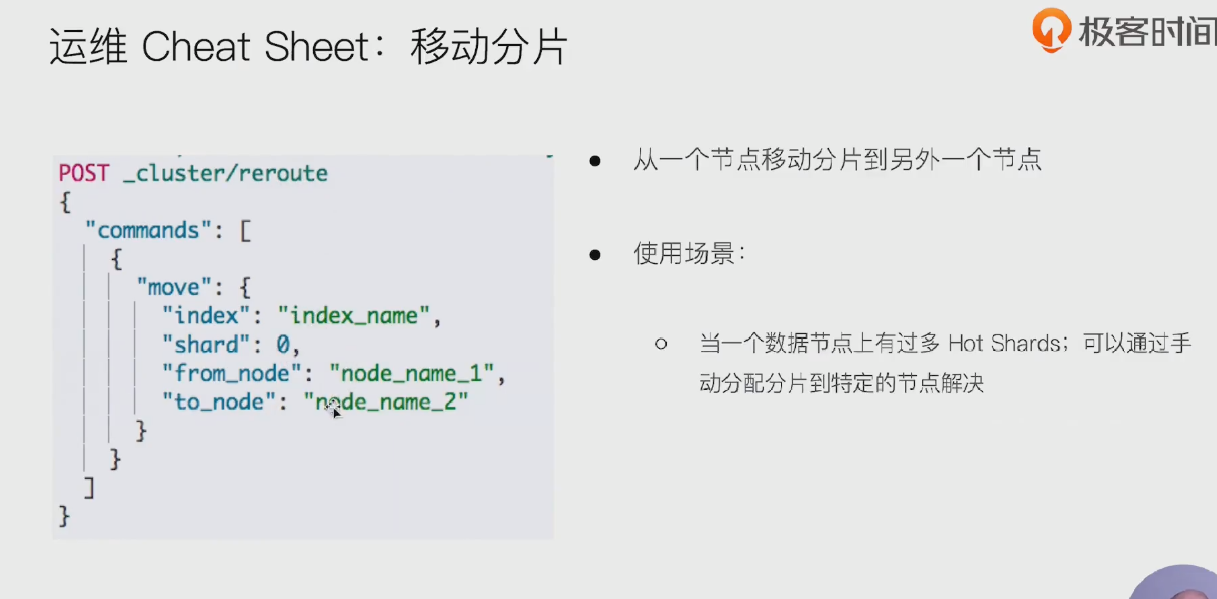 运维 Cheat Sheet：移动分片
极客时间
POST _cluster/reroute
{
"commands": [
{
"move": {
"index": "index_name",
"shard": 0,
"from_node": "node_name_1",
"to_node": "node_name_2"
}
}
]
}
● 从一个节点移动分片到另外一个节点
● 使用场景：
○ 当一个数据节点上有过多 Hot Shards；可以通过手
动分配分片到特定的节点解决